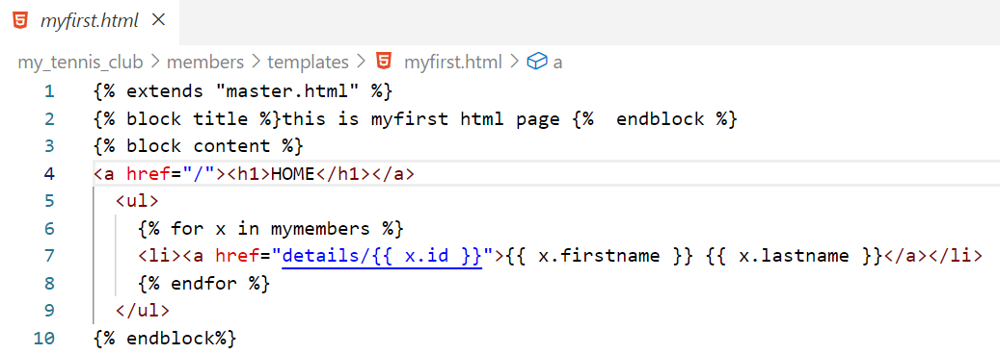 myfirst.html ×
my_tennis_club > members > templates > myfirst.html > a
1 {% extends "master.html" %}
2 {% block title %}this is myfirst html page {%  endblock %}
3 {% block content %}
4 <a href="/"><h1>HOME</h1></a>
5   <ul>
6     {% for x in mymembers %}
7     <li><a href="details/{{ x.id }}">{{ x.firstname }} {{ x.lastname }}</a></li>
8     {% endfor %}
9   </ul>
10 {% endblock%}